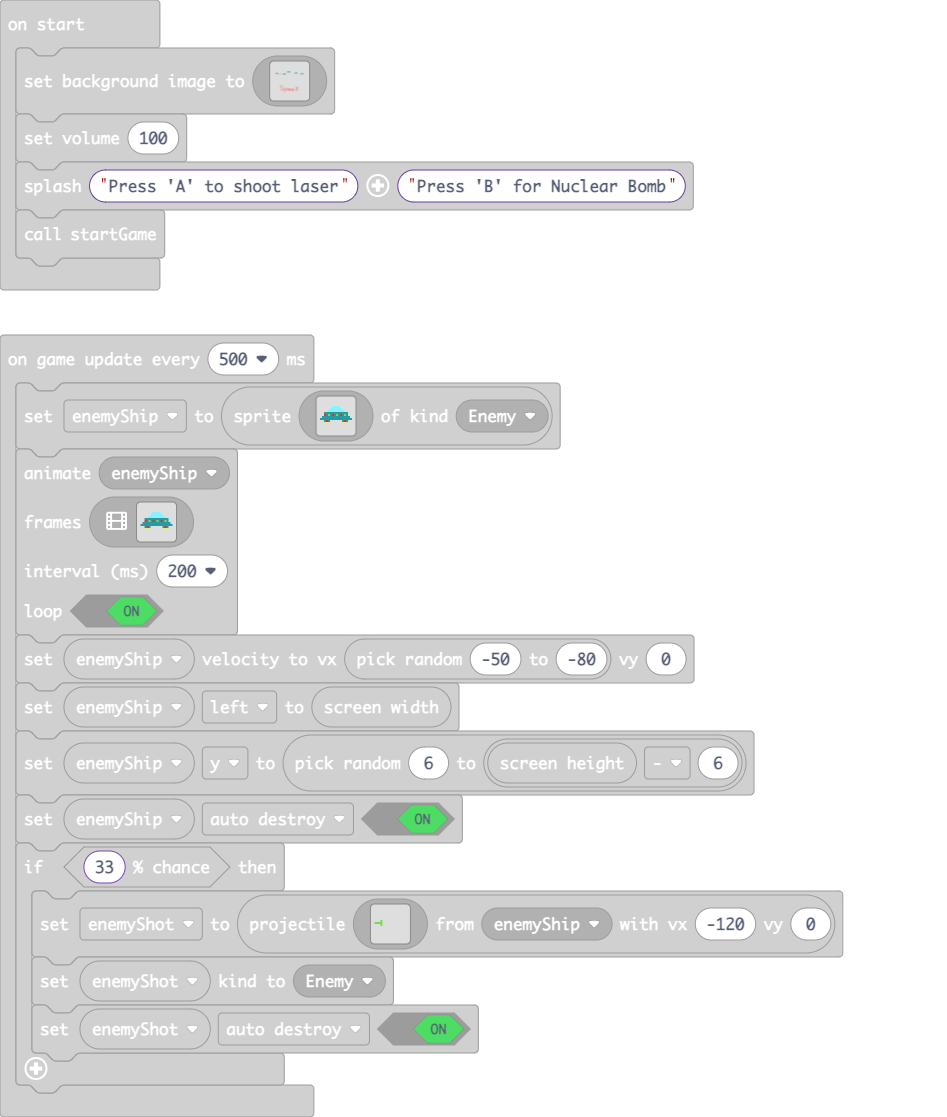 on start
set background image to
set volume 100
splash "Press 'A' to shoot laser" "Press 'B' for Nuclear Bomb"
call startGame
on game update every 500 ms
set enemyShip to sprite of kind Enemy
animate enemyShip
frames
interval (ms) 200
loop ON
set enemyShip velocity to vx pick random -50 to -80 vy 0
set enemyShip left to screen width
set enemyShip y to pick random 6 to screen height - 6
set enemyShip auto destroy ON
if 33 % chance then
set enemyShot to projectile from enemyShip with vx -120 vy 0
set enemyShot kind to Enemy
set enemyShot auto destroy ON